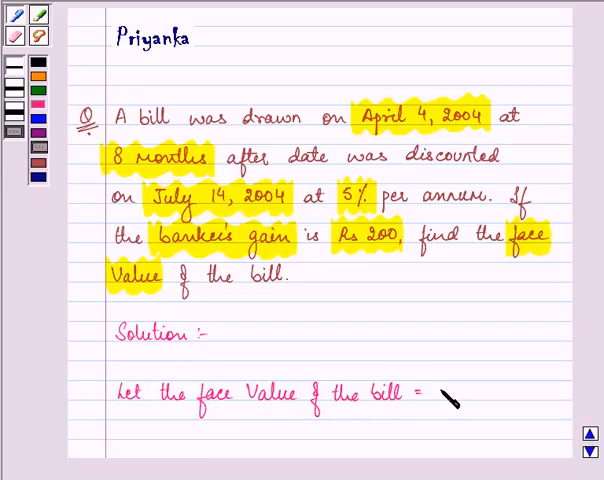 Priyanka
Q A bill was drawn on April 4, 2004 at
8 months after date was discounted
on July 14, 2004 at 5% per annum. If
the banker's gain is Rs 200, find the face
Value of the bill.
Solution :-
Let the face Value of the bill =